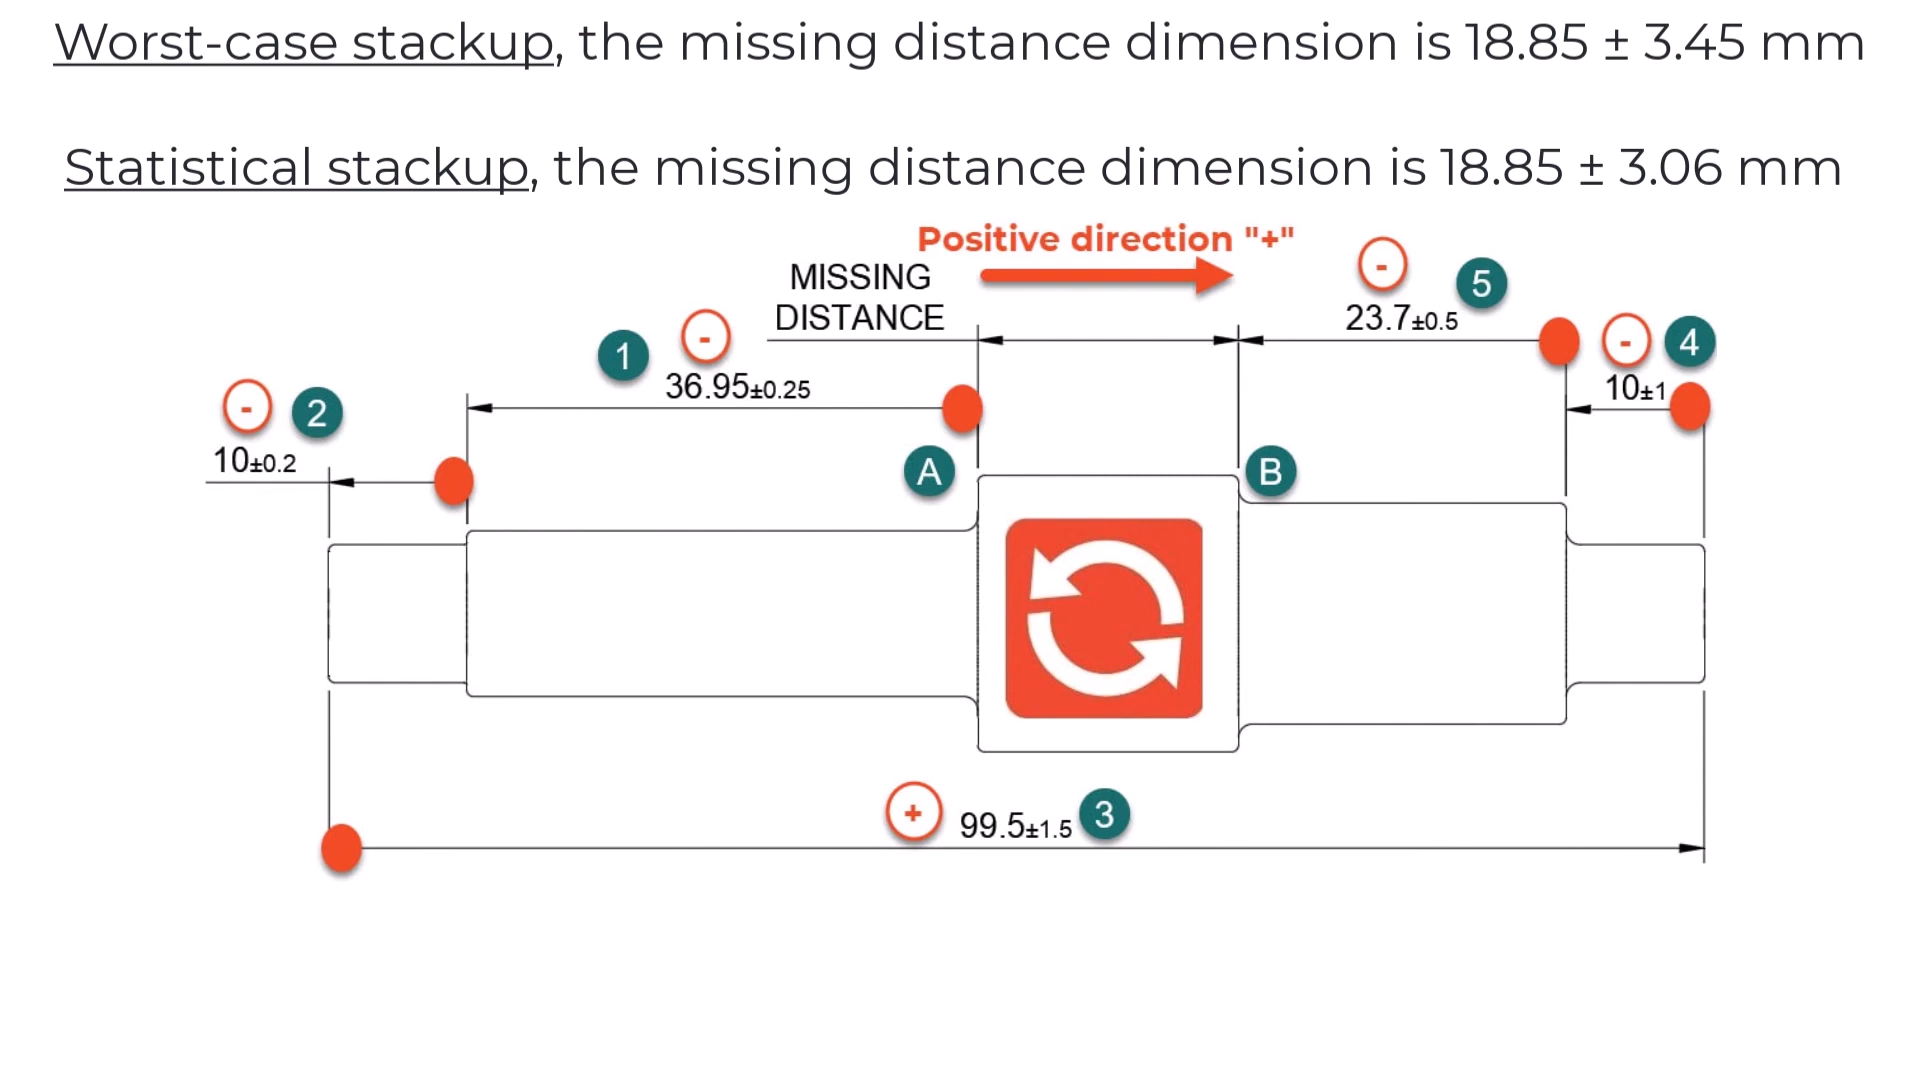 Worst-case stackup, the missing distance dimension is 18.85 ± 3.45 mm
Statistical stackup, the missing distance dimension is 18.85 ± 3.06 mm
Positive direction "+"
MISSING
DISTANCE
- 5
23.7±0.5
1 -
36.95±0.25
- 4
10±1
- 2
10±0.2
A
B
+ 99.5±1.5 3